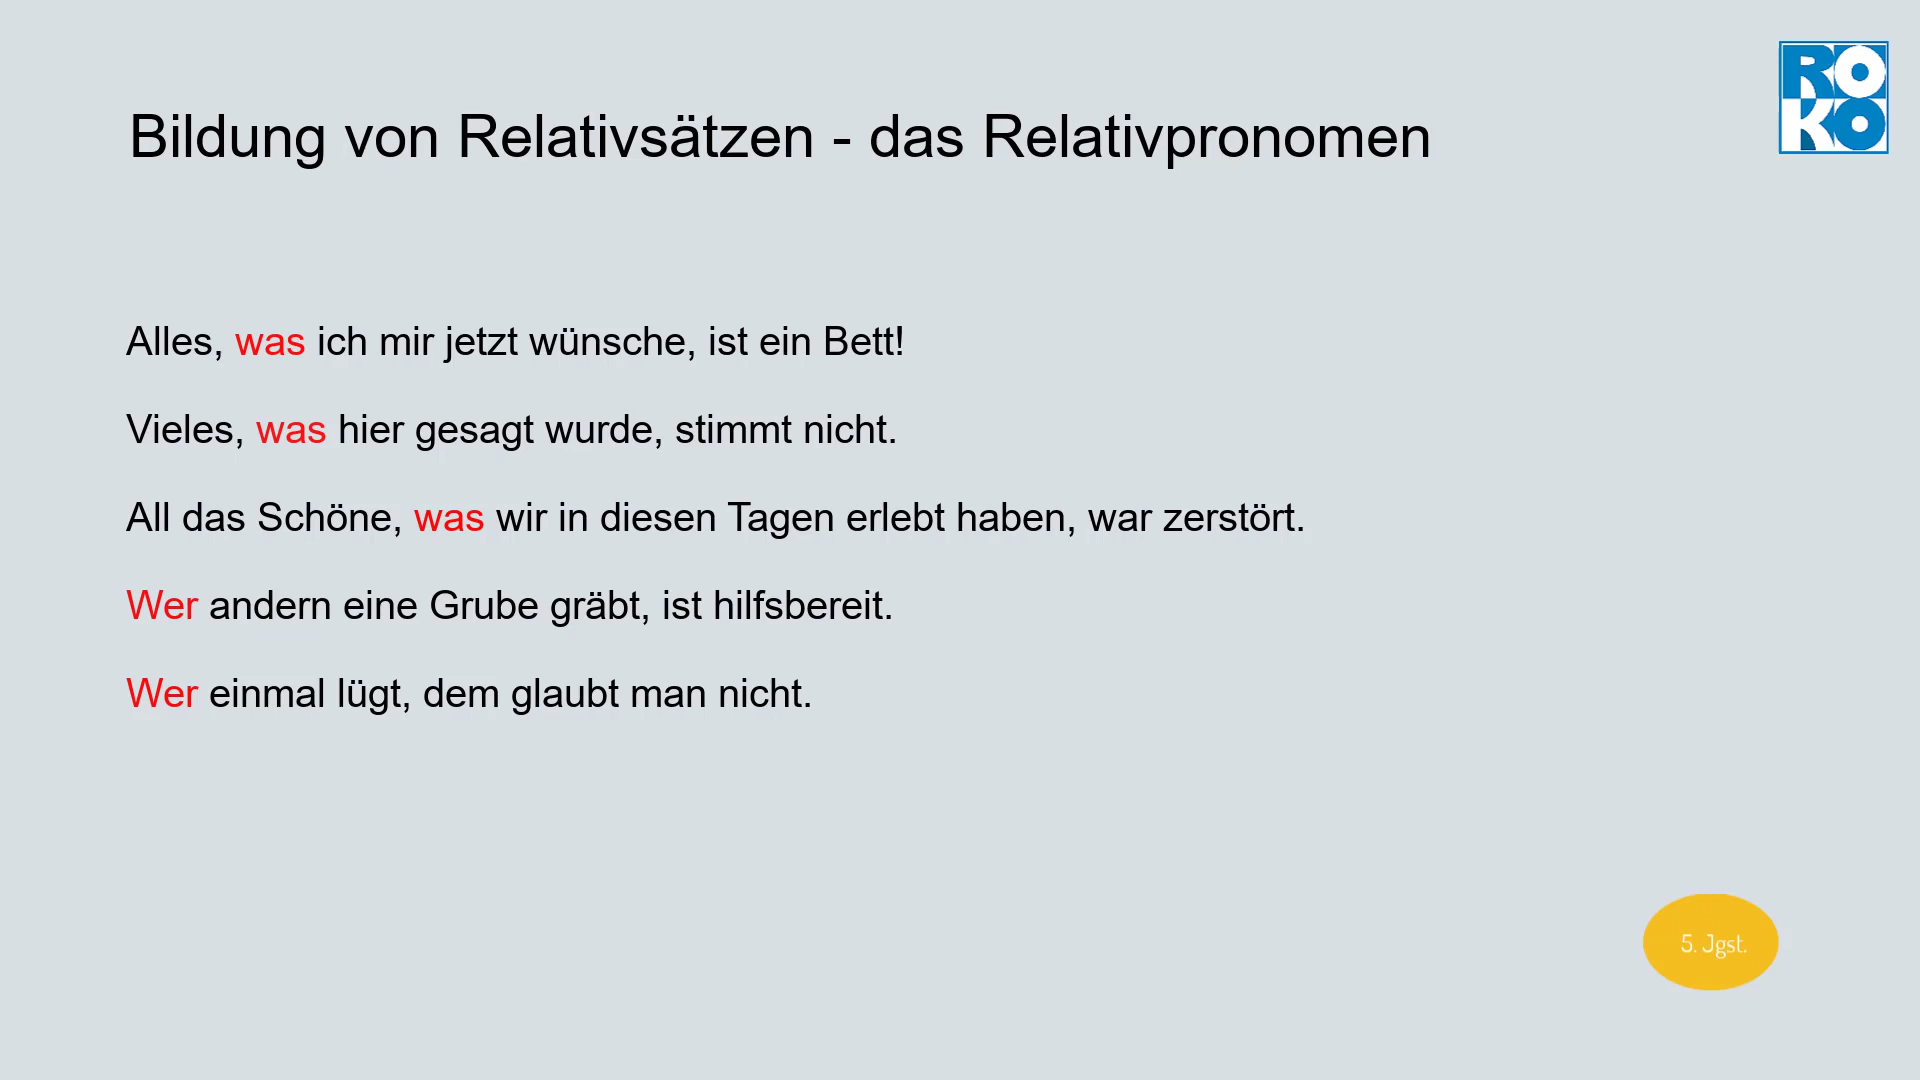 RO
KO
Bildung von Relativsätzen - das Relativpronomen
Alles, was ich mir jetzt wünsche, ist ein Bett!
Vieles, was hier gesagt wurde, stimmt nicht.
All das Schöne, was wir in diesen Tagen erlebt haben, war zerstört.
Wer andern eine Grube gräbt, ist hilfsbereit.
Wer einmal lügt, dem glaubt man nicht.
5. Jgst.